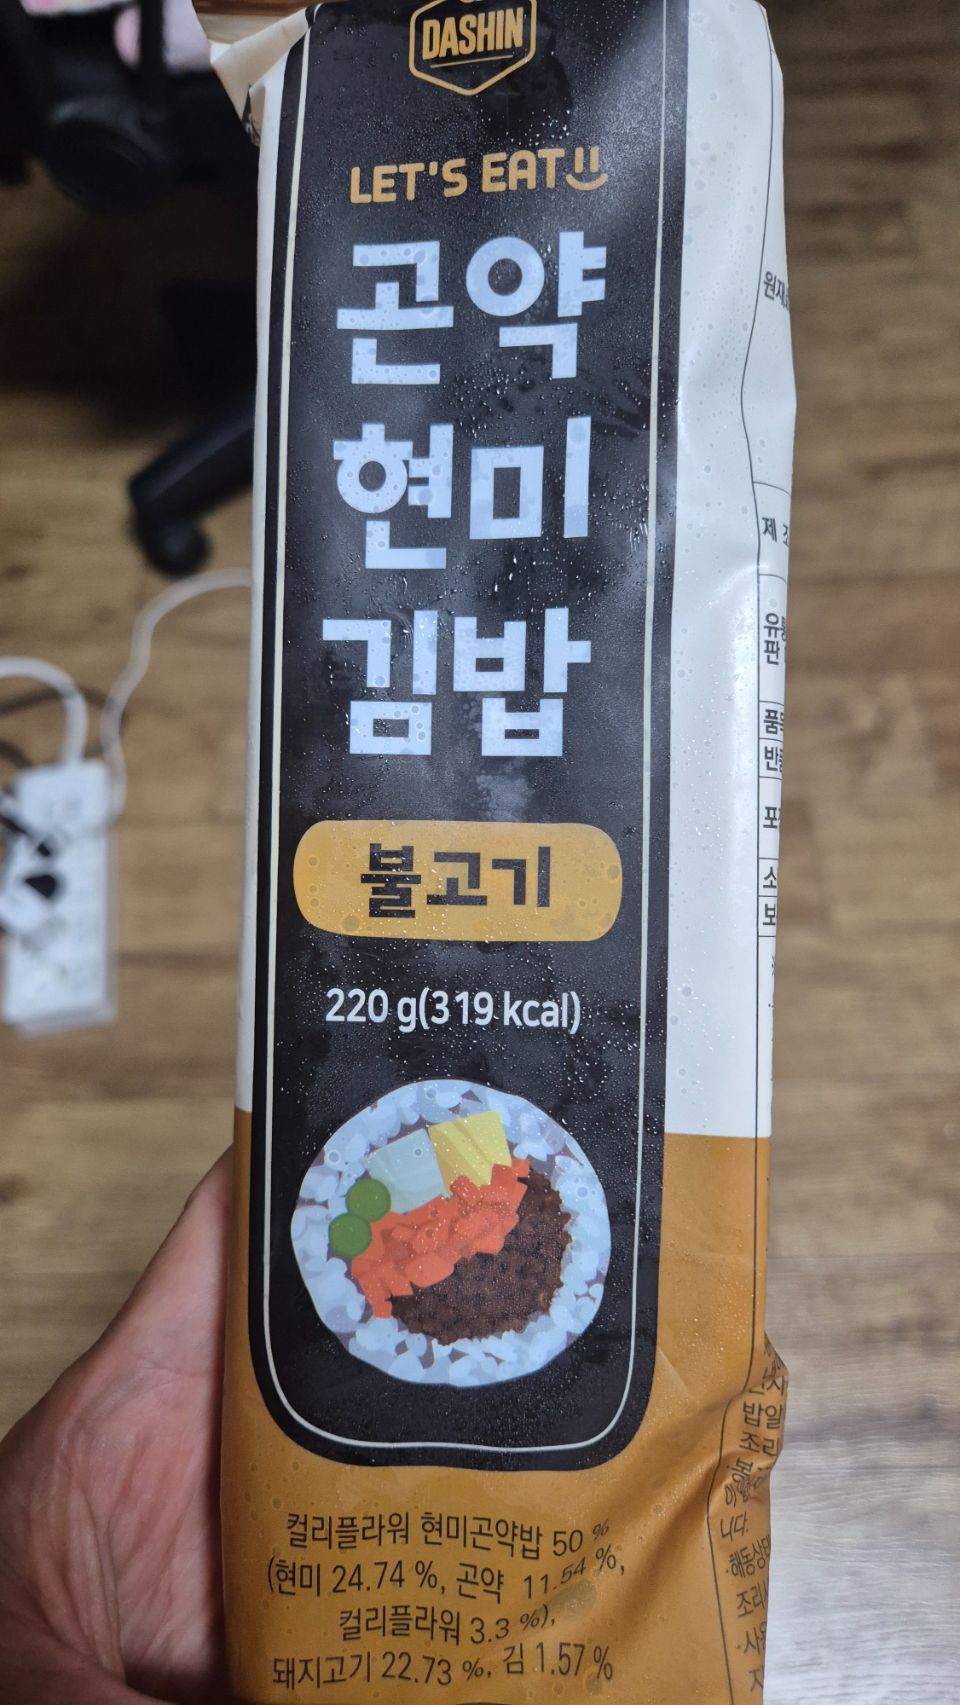 DASHIN
LET'S EAT
곤약
현미
김밥
불고기
220 g(319 kcal)
컬리플라워 현미곤약밥 50 %
(현미 24.74 %, 곤약 11.54 %,
컬리플라워 3.3 %),
돼지고기 22.73 %, 김 1.57 %
니다.